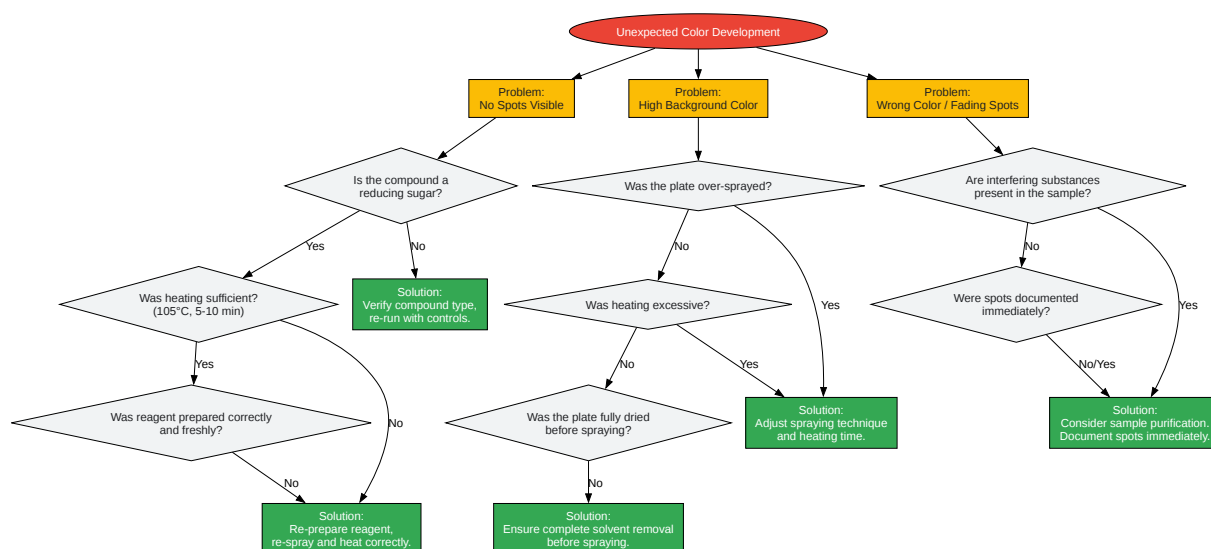 Unexpected Color Development
Problem:
No Spots Visible
Problem:
High Background Color
Problem:
Wrong Color / Fading Spots
Is the compound a
reducing sugar?
Was the plate over-sprayed?
Are interfering substances
present in the sample?
Yes
No
No
No
Was heating sufficient?
(105°C, 5-10 min)
Solution:
Verify compound type,
re-run with controls.
Was heating excessive?
Yes
Were spots documented
immediately?
Yes
Yes
No
No
Yes
No/Yes
Was reagent prepared correctly
and freshly?
Was the plate fully dried
before spraying?
Solution:
Adjust spraying technique
and heating time.
Solution:
Consider sample purification.
Document spots immediately.
No
No
Solution:
Re-prepare reagent,
re-spray and heat correctly.
Solution:
Ensure complete solvent removal
before spraying.